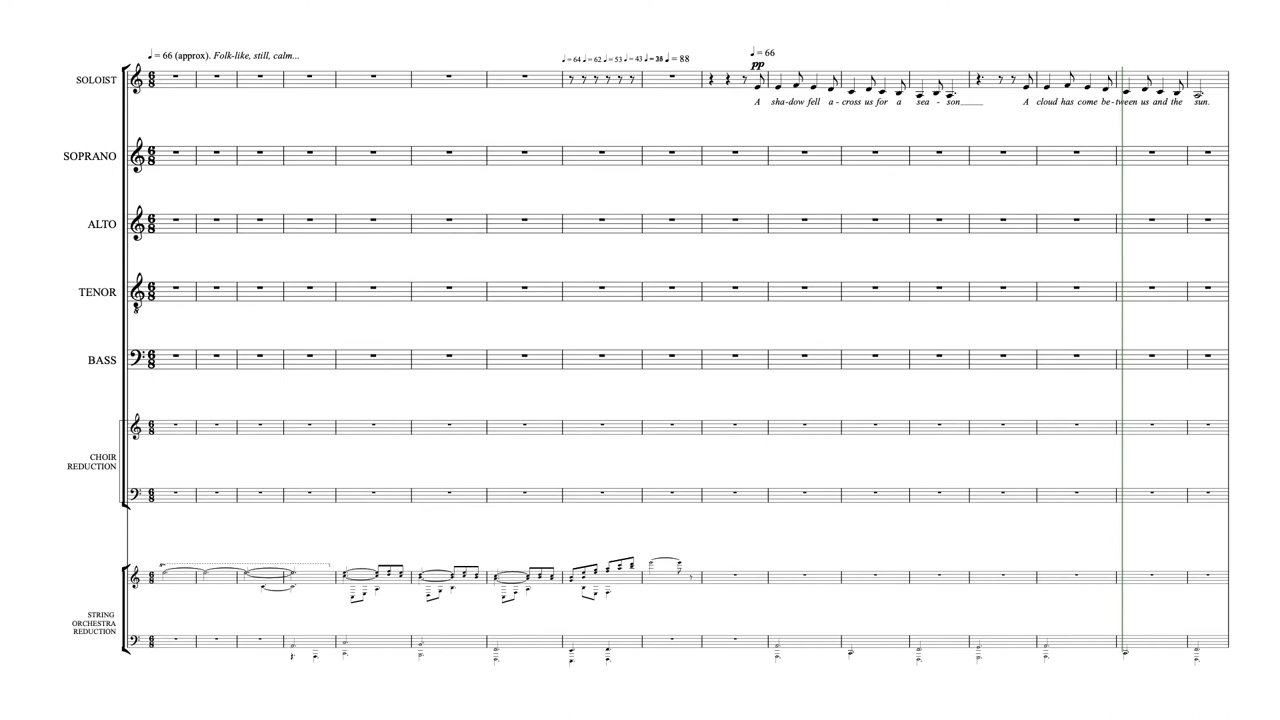 ♩ = 66 (approx). Folk-like, still, calm...
♩ = 64 ♩ = 62 ♩ = 53 ♩ = 43 ♩ = 38 ♩ = 88
♩ = 66
pp
SOLOIST
A sha-dow fell a-cross us for a sea - son____ A cloud has come be-tween us and the sun.
SOPRANO
ALTO
TENOR
BASS
CHOIR
REDUCTION
STRING
ORCHESTRA
REDUCTION